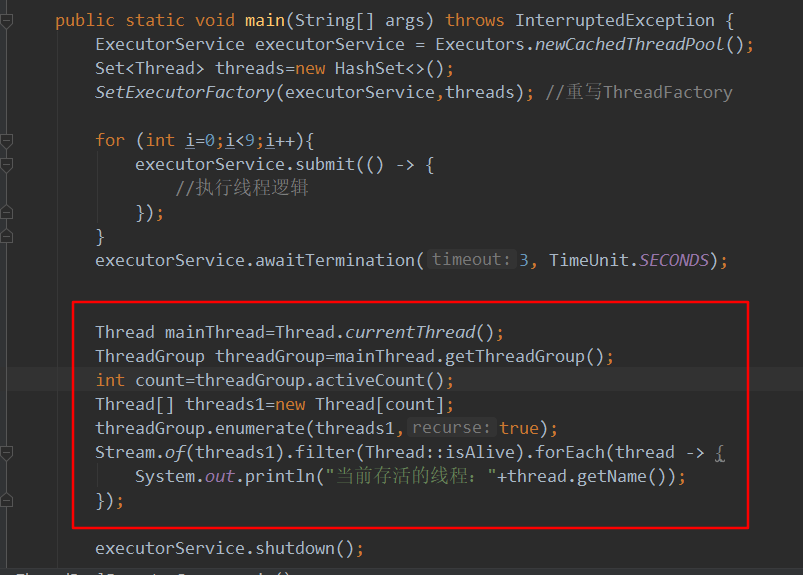 public static void main(String[] args) throws InterruptedException {
ExecutorService executorService = Executors.newCachedThreadPool();
Set<Thread> threads=new HashSet<>();
SetExecutorFactory(executorService,threads); //重写ThreadFactory
for (int i=0;i<9;i++){
executorService.submit(() -> {
//执行线程逻辑
});
}
executorService.awaitTermination( timeout: 3, TimeUnit.SECONDS);
Thread mainThread=Thread.currentThread();
ThreadGroup threadGroup=mainThread.getThreadGroup();
int count=threadGroup.activeCount();
Thread[] threads1=new Thread[count];
threadGroup.enumerate(threads1, recurse: true);
Stream.of(threads1).filter(Thread::isAlive).forEach(thread -> {
System.out.println("当前存活的线程："+thread.getName());
});
executorService.shutdown();